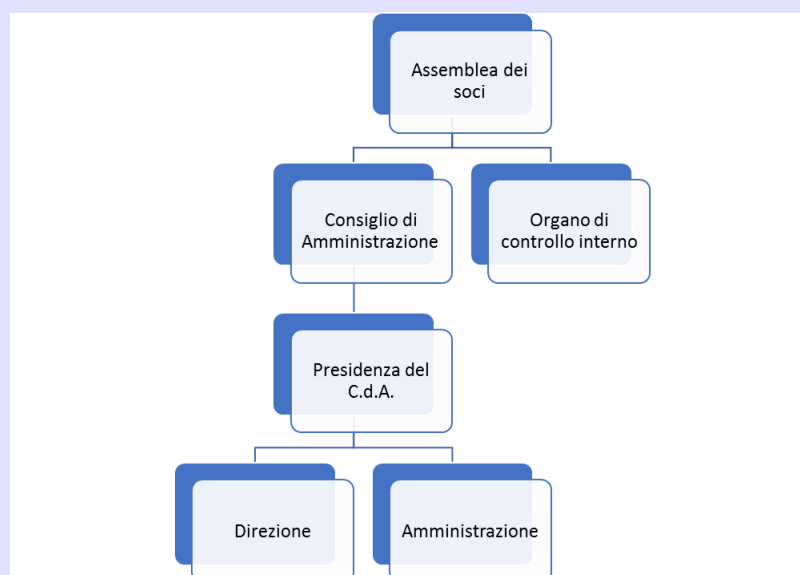 Assemblea dei
soci
Consiglio di
Amministrazione
Organo di
controllo interno
Presidenza del
C.d.A.
Direzione
Amministrazione